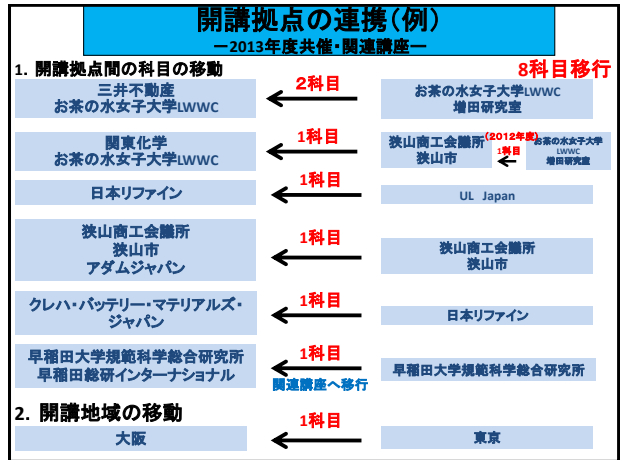 開講拠点の連携(例)
―2013年度共催・関連講座―
1. 開講拠点間の科目の移動
8科目移行
三井不動産
お茶の水女子大学LWWC
2科目
お茶の水女子大学LWWC
増田研究室
関東化学
お茶の水女子大学LWWC
1科目
狭山商工会議所
狭山市
(2012年度)
1科目
お茶の水女子大学
LWWC
増田研究室
日本リファイン
1科目
UL Japan
狭山商工会議所
狭山市
アダムジャパン
1科目
狭山商工会議所
狭山市
クレハ・バッテリー・マテリアルズ・
ジャパン
1科目
日本リファイン
早稲田大学規範科学総合研究所
早稲田総研インターナショナル
1科目
関連講座へ移行
早稲田大学規範科学総合研究所
2. 開講地域の移動
大阪
1科目
東京